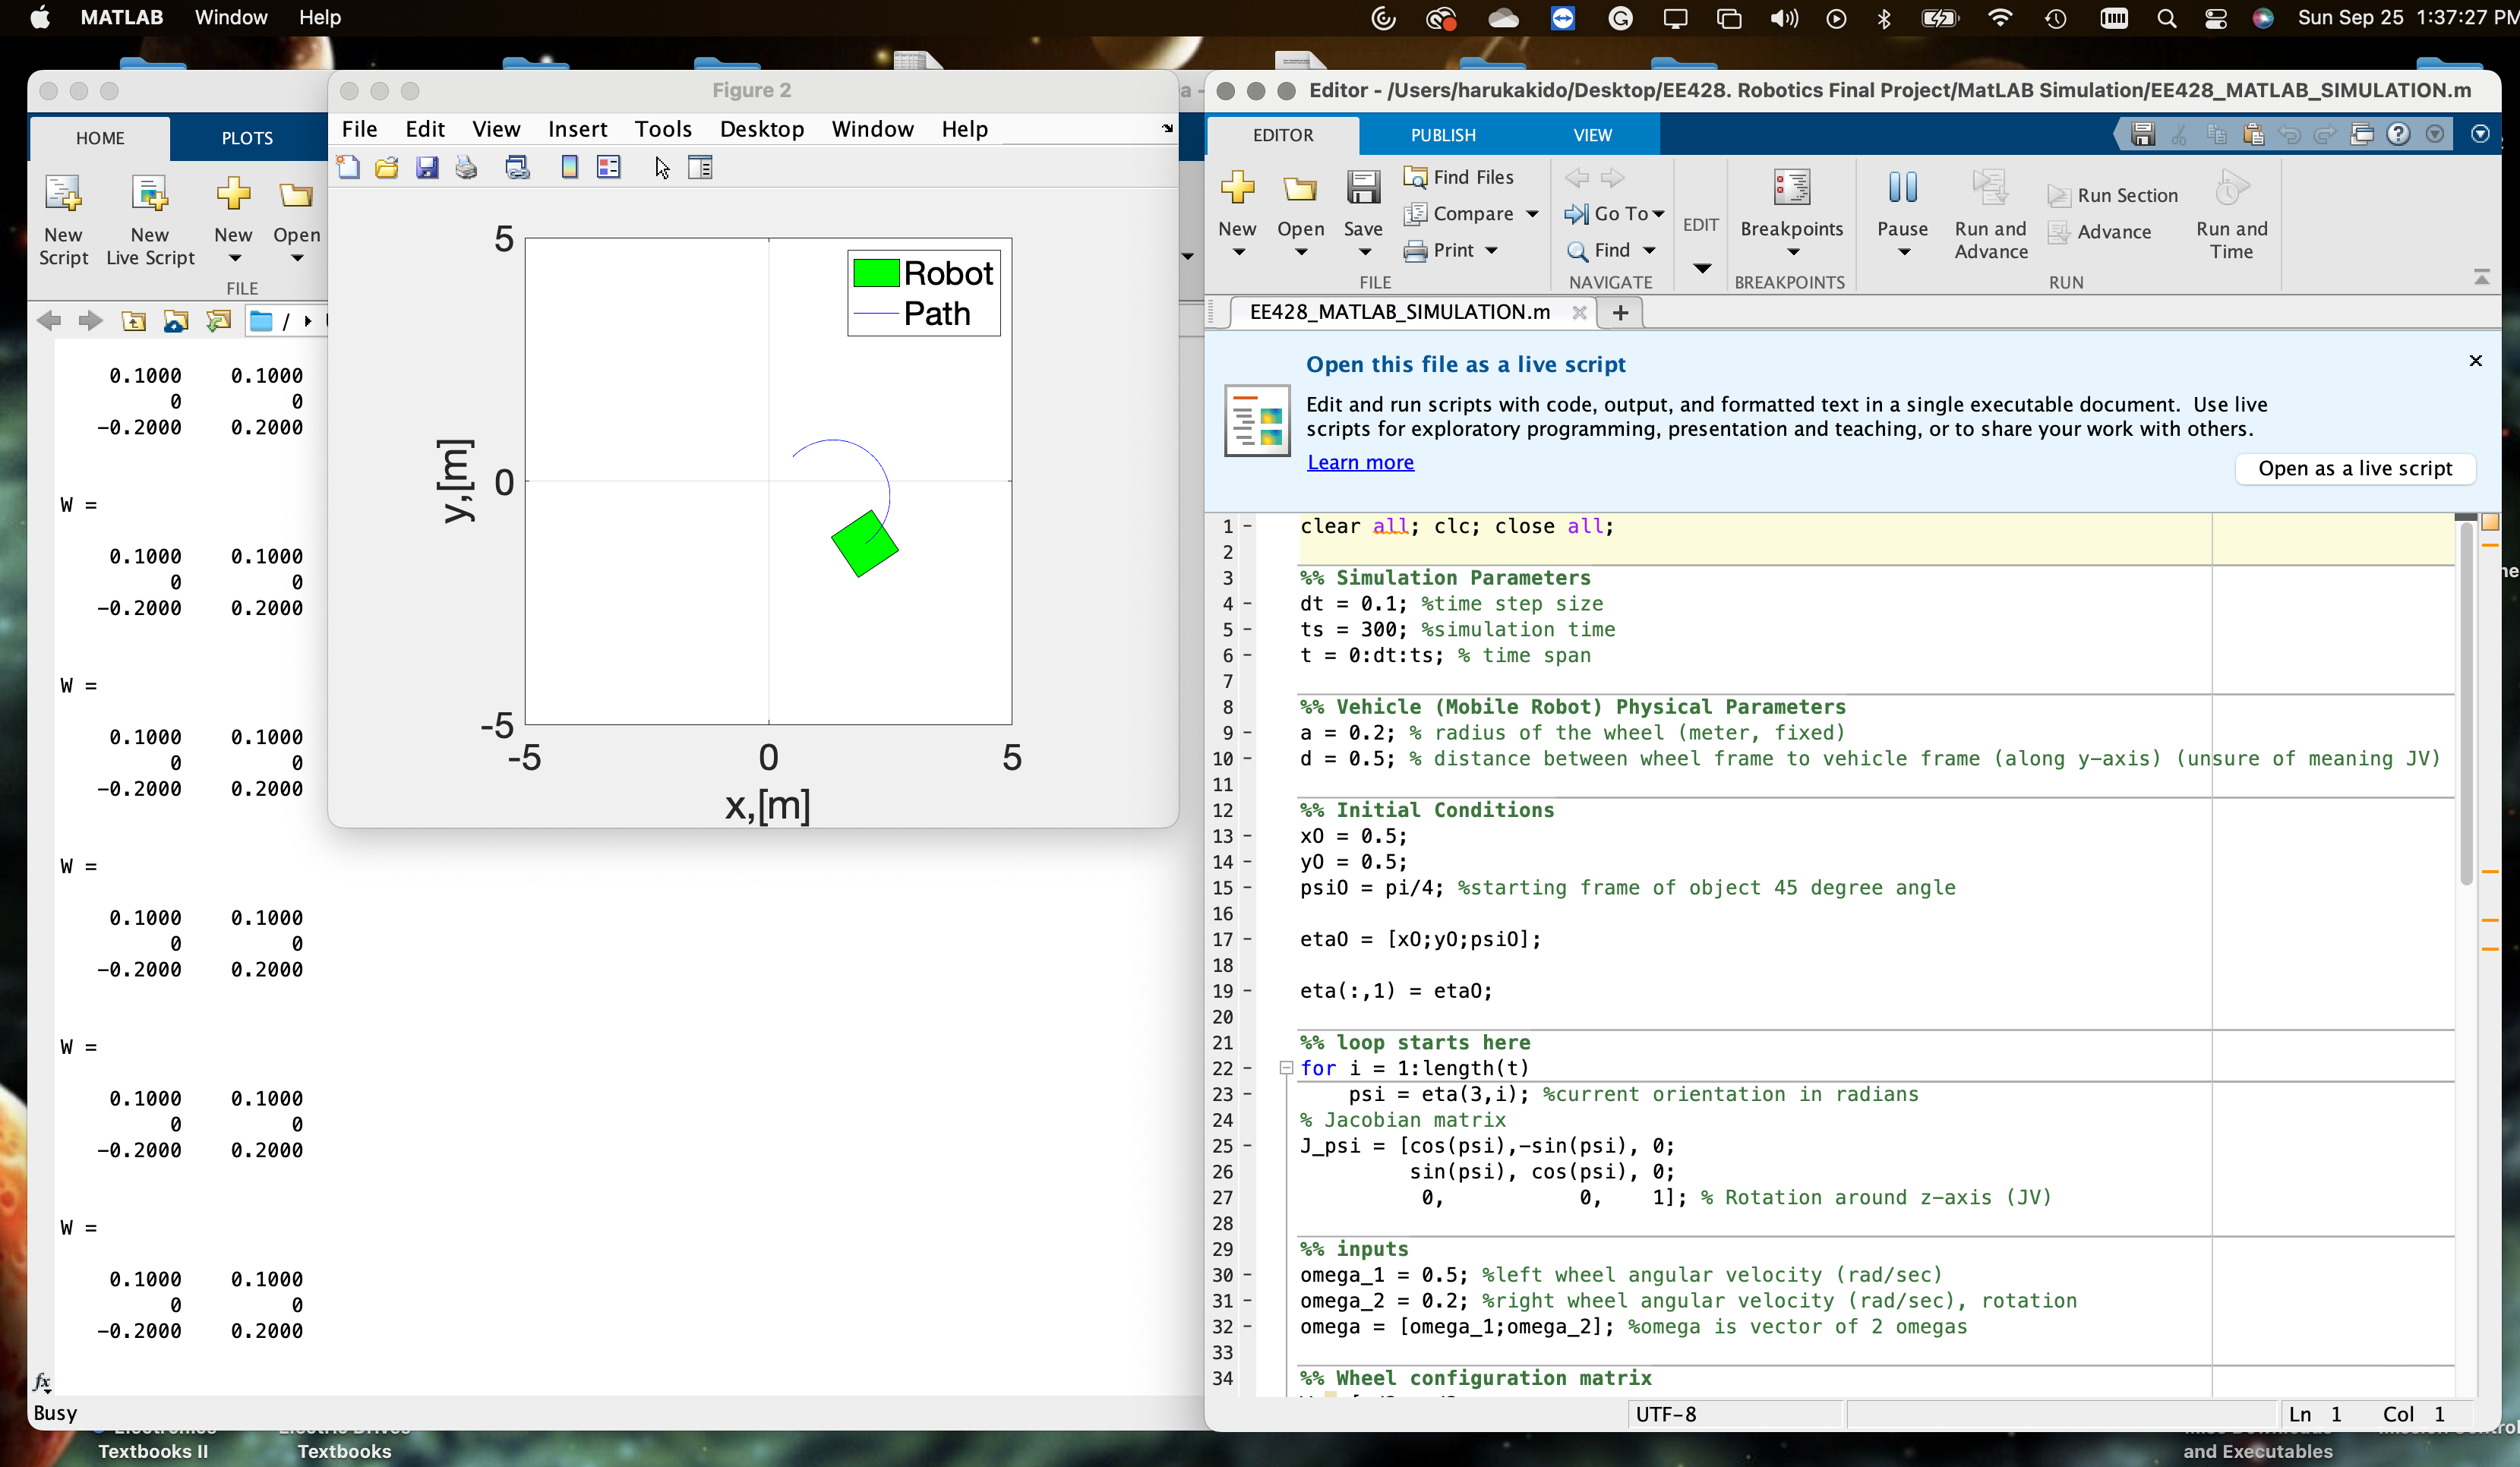 MATLAB Window Help
Sun Sep 25 1:37:27 PM
HOME PLOTS
New Script
New Live Script
New
Open
FILE
/
0.1000 0.1000
0 0
-0.2000 0.2000
W =
0.1000 0.1000
0 0
-0.2000 0.2000
W =
0.1000 0.1000
0 0
-0.2000 0.2000
W =
0.1000 0.1000
0 0
-0.2000 0.2000
W =
0.1000 0.1000
0 0
-0.2000 0.2000
W =
0.1000 0.1000
0 0
-0.2000 0.2000
fx
Busy
Figure 2
File Edit View Insert Tools Desktop Window Help
5
Robot
Path
y,[m]
0
-5
-5 0 5
x,[m]
Editor - /Users/harukakido/Desktop/EE428. Robotics Final Project/MatLAB Simulation/EE428_MATLAB_SIMULATION.m
EDITOR PUBLISH VIEW
New
Open
Save
Find Files
Compare
Print
FILE
Go To
Find
NAVIGATE
EDIT
Breakpoints
BREAKPOINTS
Pause
Run and Advance
Run Section
Advance
Run and Time
RUN
EE428_MATLAB_SIMULATION.m
Open this file as a live script
Edit and run scripts with code, output, and formatted text in a single executable document. Use live
scripts for exploratory programming, presentation and teaching, or to share your work with others.
Learn more
Open as a live script
1 clear all; clc; close all;
2
3 %% Simulation Parameters
4 dt = 0.1; %time step size
5 ts = 300; %simulation time
6 t = 0:dt:ts; % time span
7
8 %% Vehicle (Mobile Robot) Physical Parameters
9 a = 0.2; % radius of the wheel (meter, fixed)
10 d = 0.5; % distance between wheel frame to vehicle frame (along y-axis) (unsure of meaning JV)
11
12 %% Initial Conditions
13 xO = 0.5;
14 yO = 0.5;
15 psiO = pi/4; %starting frame of object 45 degree angle
16
17 etaO = [xO;yO;psiO];
18
19 eta(:,1) = etaO;
20
21 %% loop starts here
22 for i = 1:length(t)
23 psi = eta(3,i); %current orientation in radians
24 % Jacobian matrix
25 J_psi = [cos(psi),-sin(psi), 0;
26 sin(psi), cos(psi), 0;
27 0, 0, 1]; % Rotation around z-axis (JV)
28
29 %% inputs
30 omega_1 = 0.5; %left wheel angular velocity (rad/sec)
31 omega_2 = 0.2; %right wheel angular velocity (rad/sec), rotation
32 omega = [omega_1;omega_2]; %omega is vector of 2 omegas
33
34 %% Wheel configuration matrix
UTF-8
Ln 1 Col 1
Textbooks II
Textbooks
and Executables